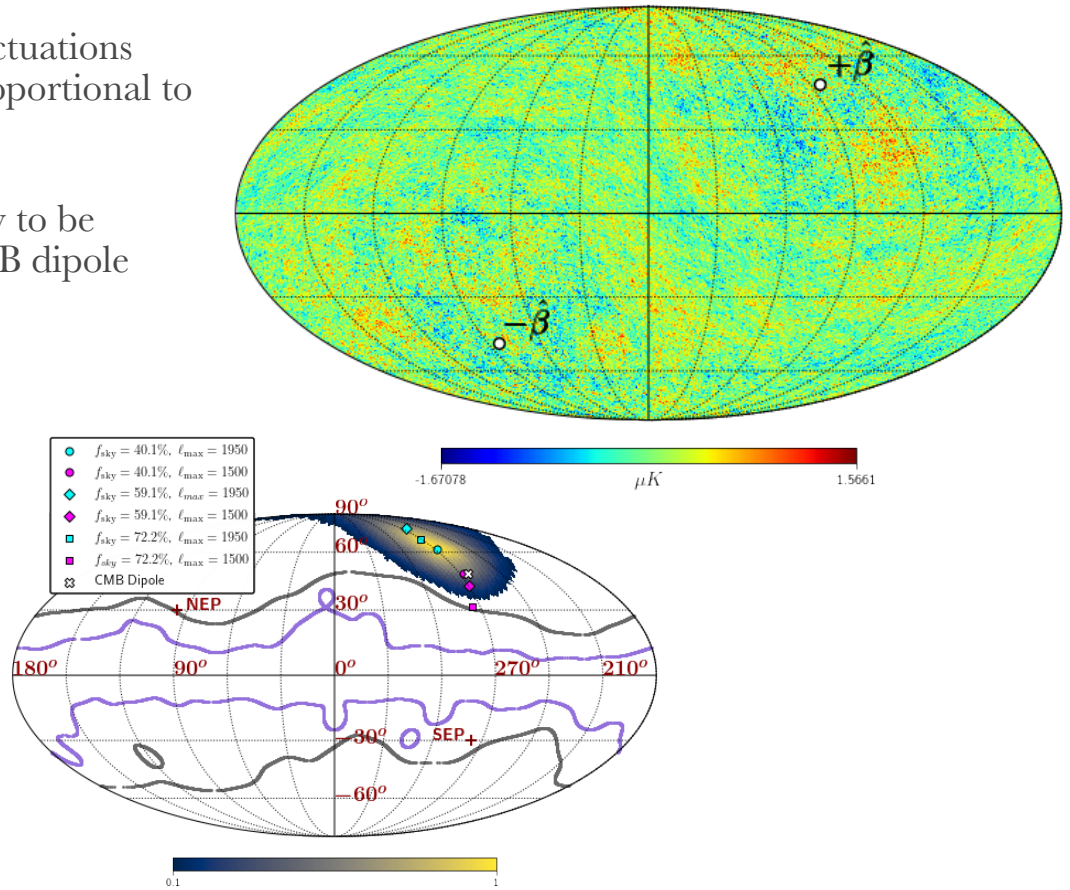 ctuations
oportional to
y to be
B dipole
+β̂
−β̂
-1.67078 μK 1.5661
f_sky = 40.1%, ℓ_max = 1950
f_sky = 40.1%, ℓ_max = 1500
f_sky = 59.1%, ℓ_max = 1950
f_sky = 59.1%, ℓ_max = 1500
f_sky = 72.2%, ℓ_max = 1950
f_sky = 72.2%, ℓ_max = 1500
CMB Dipole
90°
60°
NEP
30°
180° 90° 0° 270° 210°
−30°
SEP
−60°
0.1 1